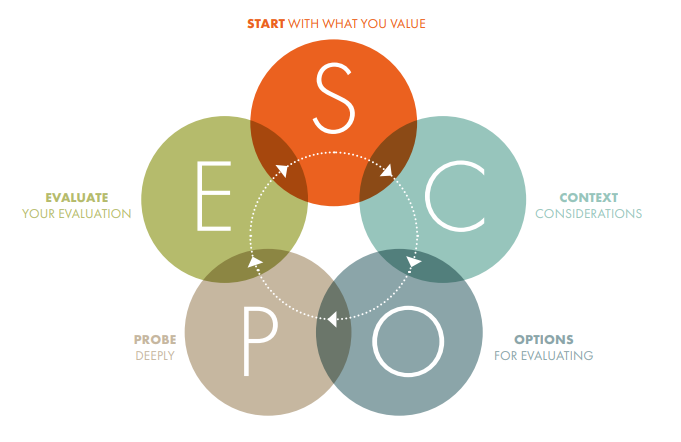 START WITH WHAT YOU VALUE
S
E
C
EVALUATE
YOUR EVALUATION
CONTEXT
CONSIDERATIONS
P
O
PROBE
DEEPLY
OPTIONS
FOR EVALUATING